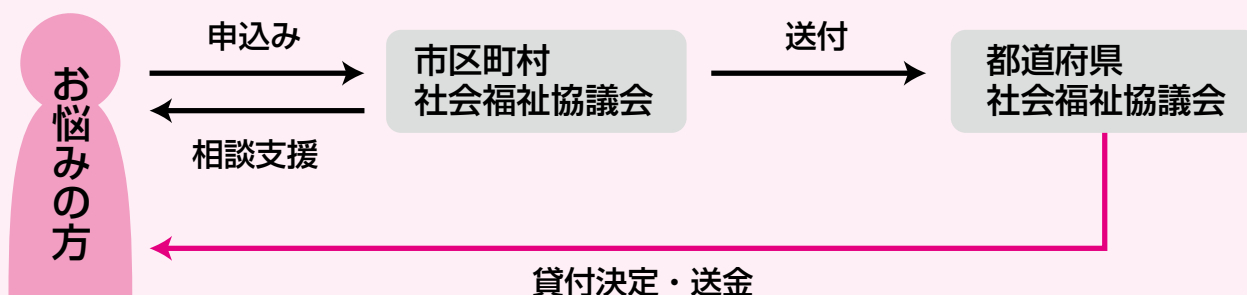 お悩みの方
申込み
相談支援
市区町村
社会福祉協議会
送付
都道府県
社会福祉協議会
貸付決定・送金